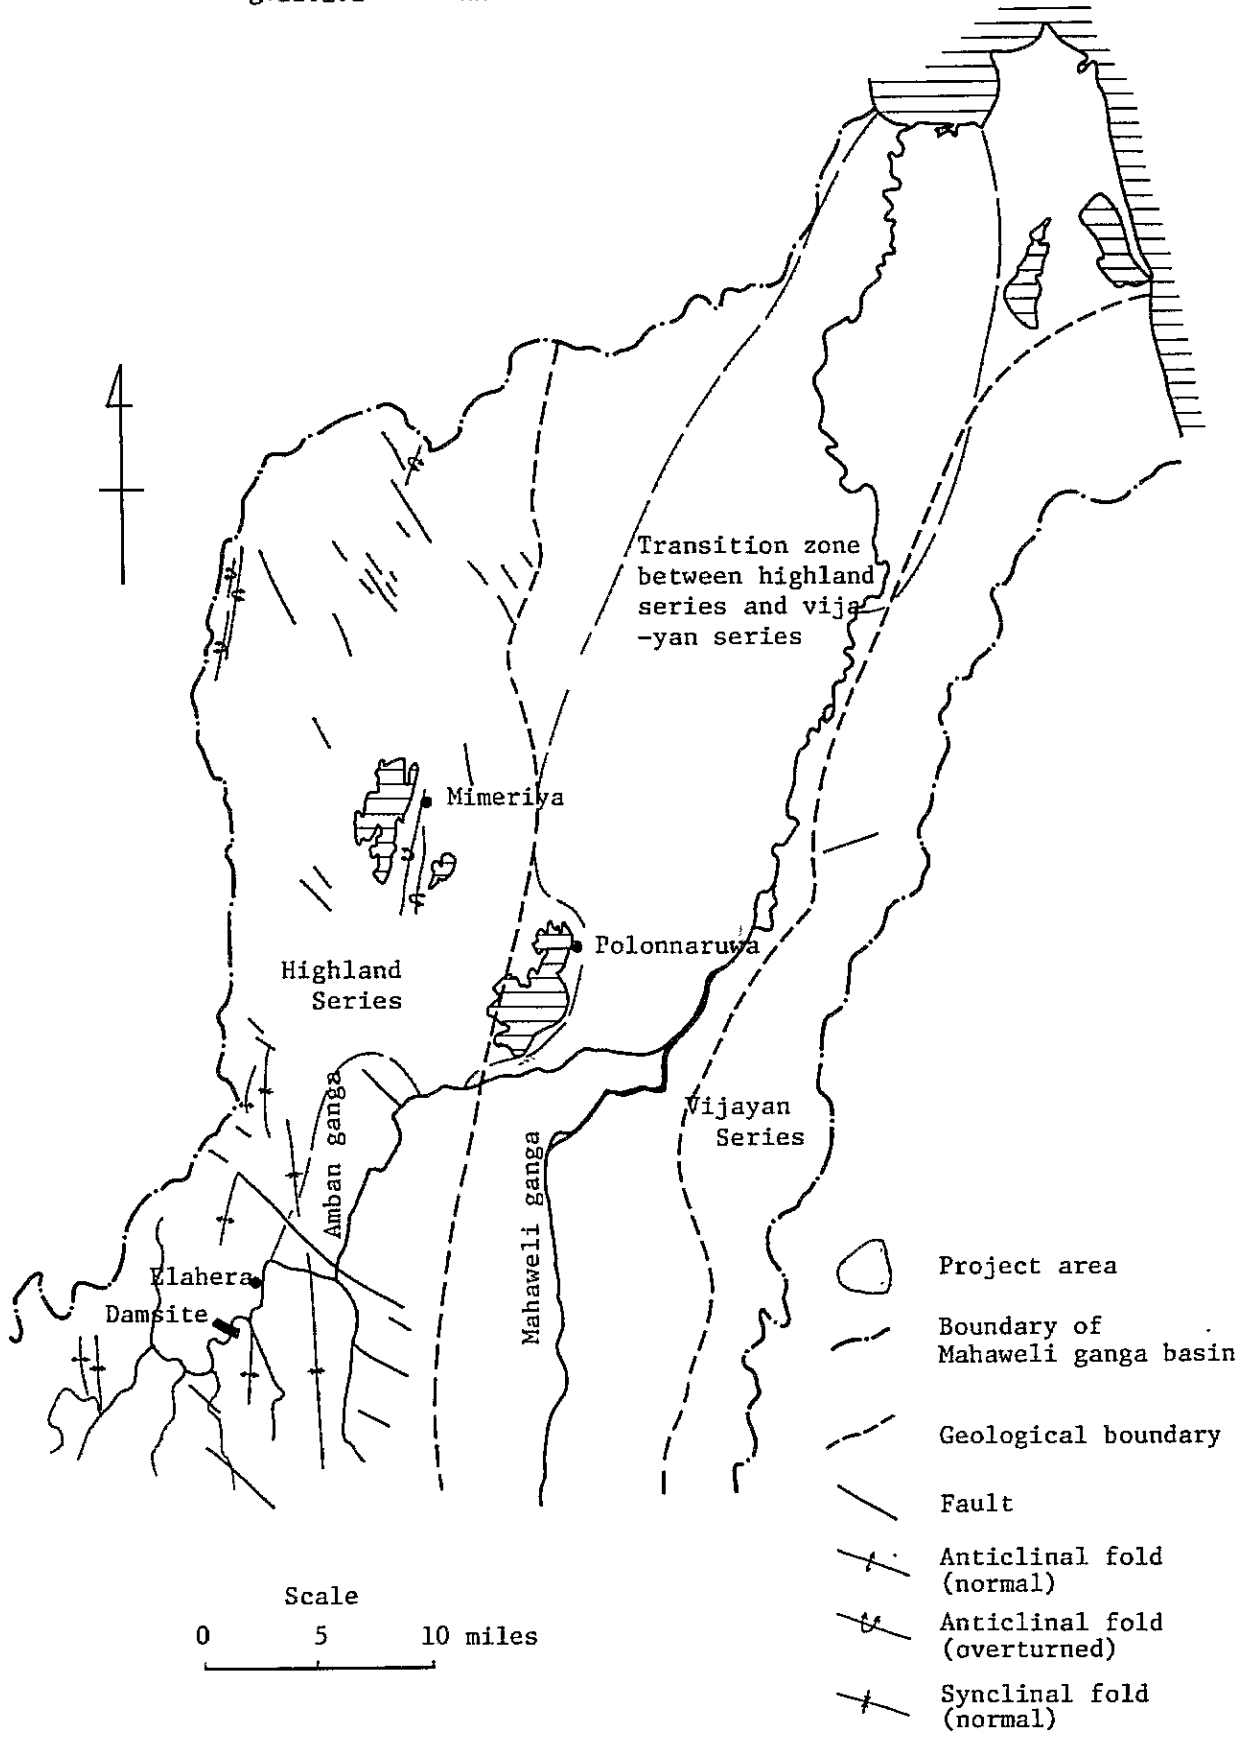 Transition zone
between highland
series and vija
-yan series
Mimeriya
Polonnaruwa
Highland
Series
Amban ganga
Mahaweli ganga
Vijayan
Series
Elahera
Damsite
Project area
Boundary of
Mahaweli ganga basin
Geological boundary
Fault
Anticlinal fold
(normal)
Anticlinal fold
(overturned)
Synclinal fold
(normal)
Scale
0 5 10 miles